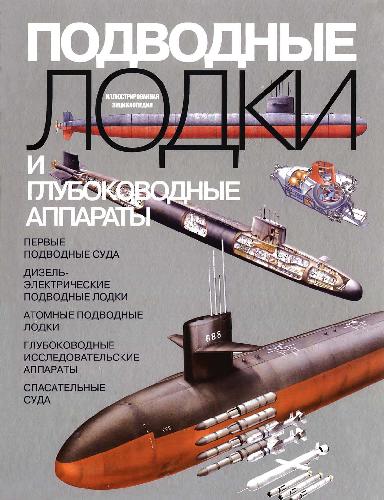 ПОДВОДНЫЕ
ЛОДКИ
ИЛЛЮСТРИРОВАННАЯ
ЭНЦИКЛОПЕДИЯ
И
ГЛУБОКОВОДНЫЕ
АППАРАТЫ
ПЕРВЫЕ
ПОДВОДНЫЕ СУДА
ДИЗЕЛЬ-
ЭЛЕКТРИЧЕСКИЕ
ПОДВОДНЫЕ ЛОДКИ
АТОМНЫЕ ПОДВОДНЫЕ
ЛОДКИ
ГЛУБОКОВОДНЫЕ
ИССЛЕДОВАТЕЛЬСКИЕ
АППАРАТЫ
СПАСАТЕЛЬНЫЕ
СУДА
688